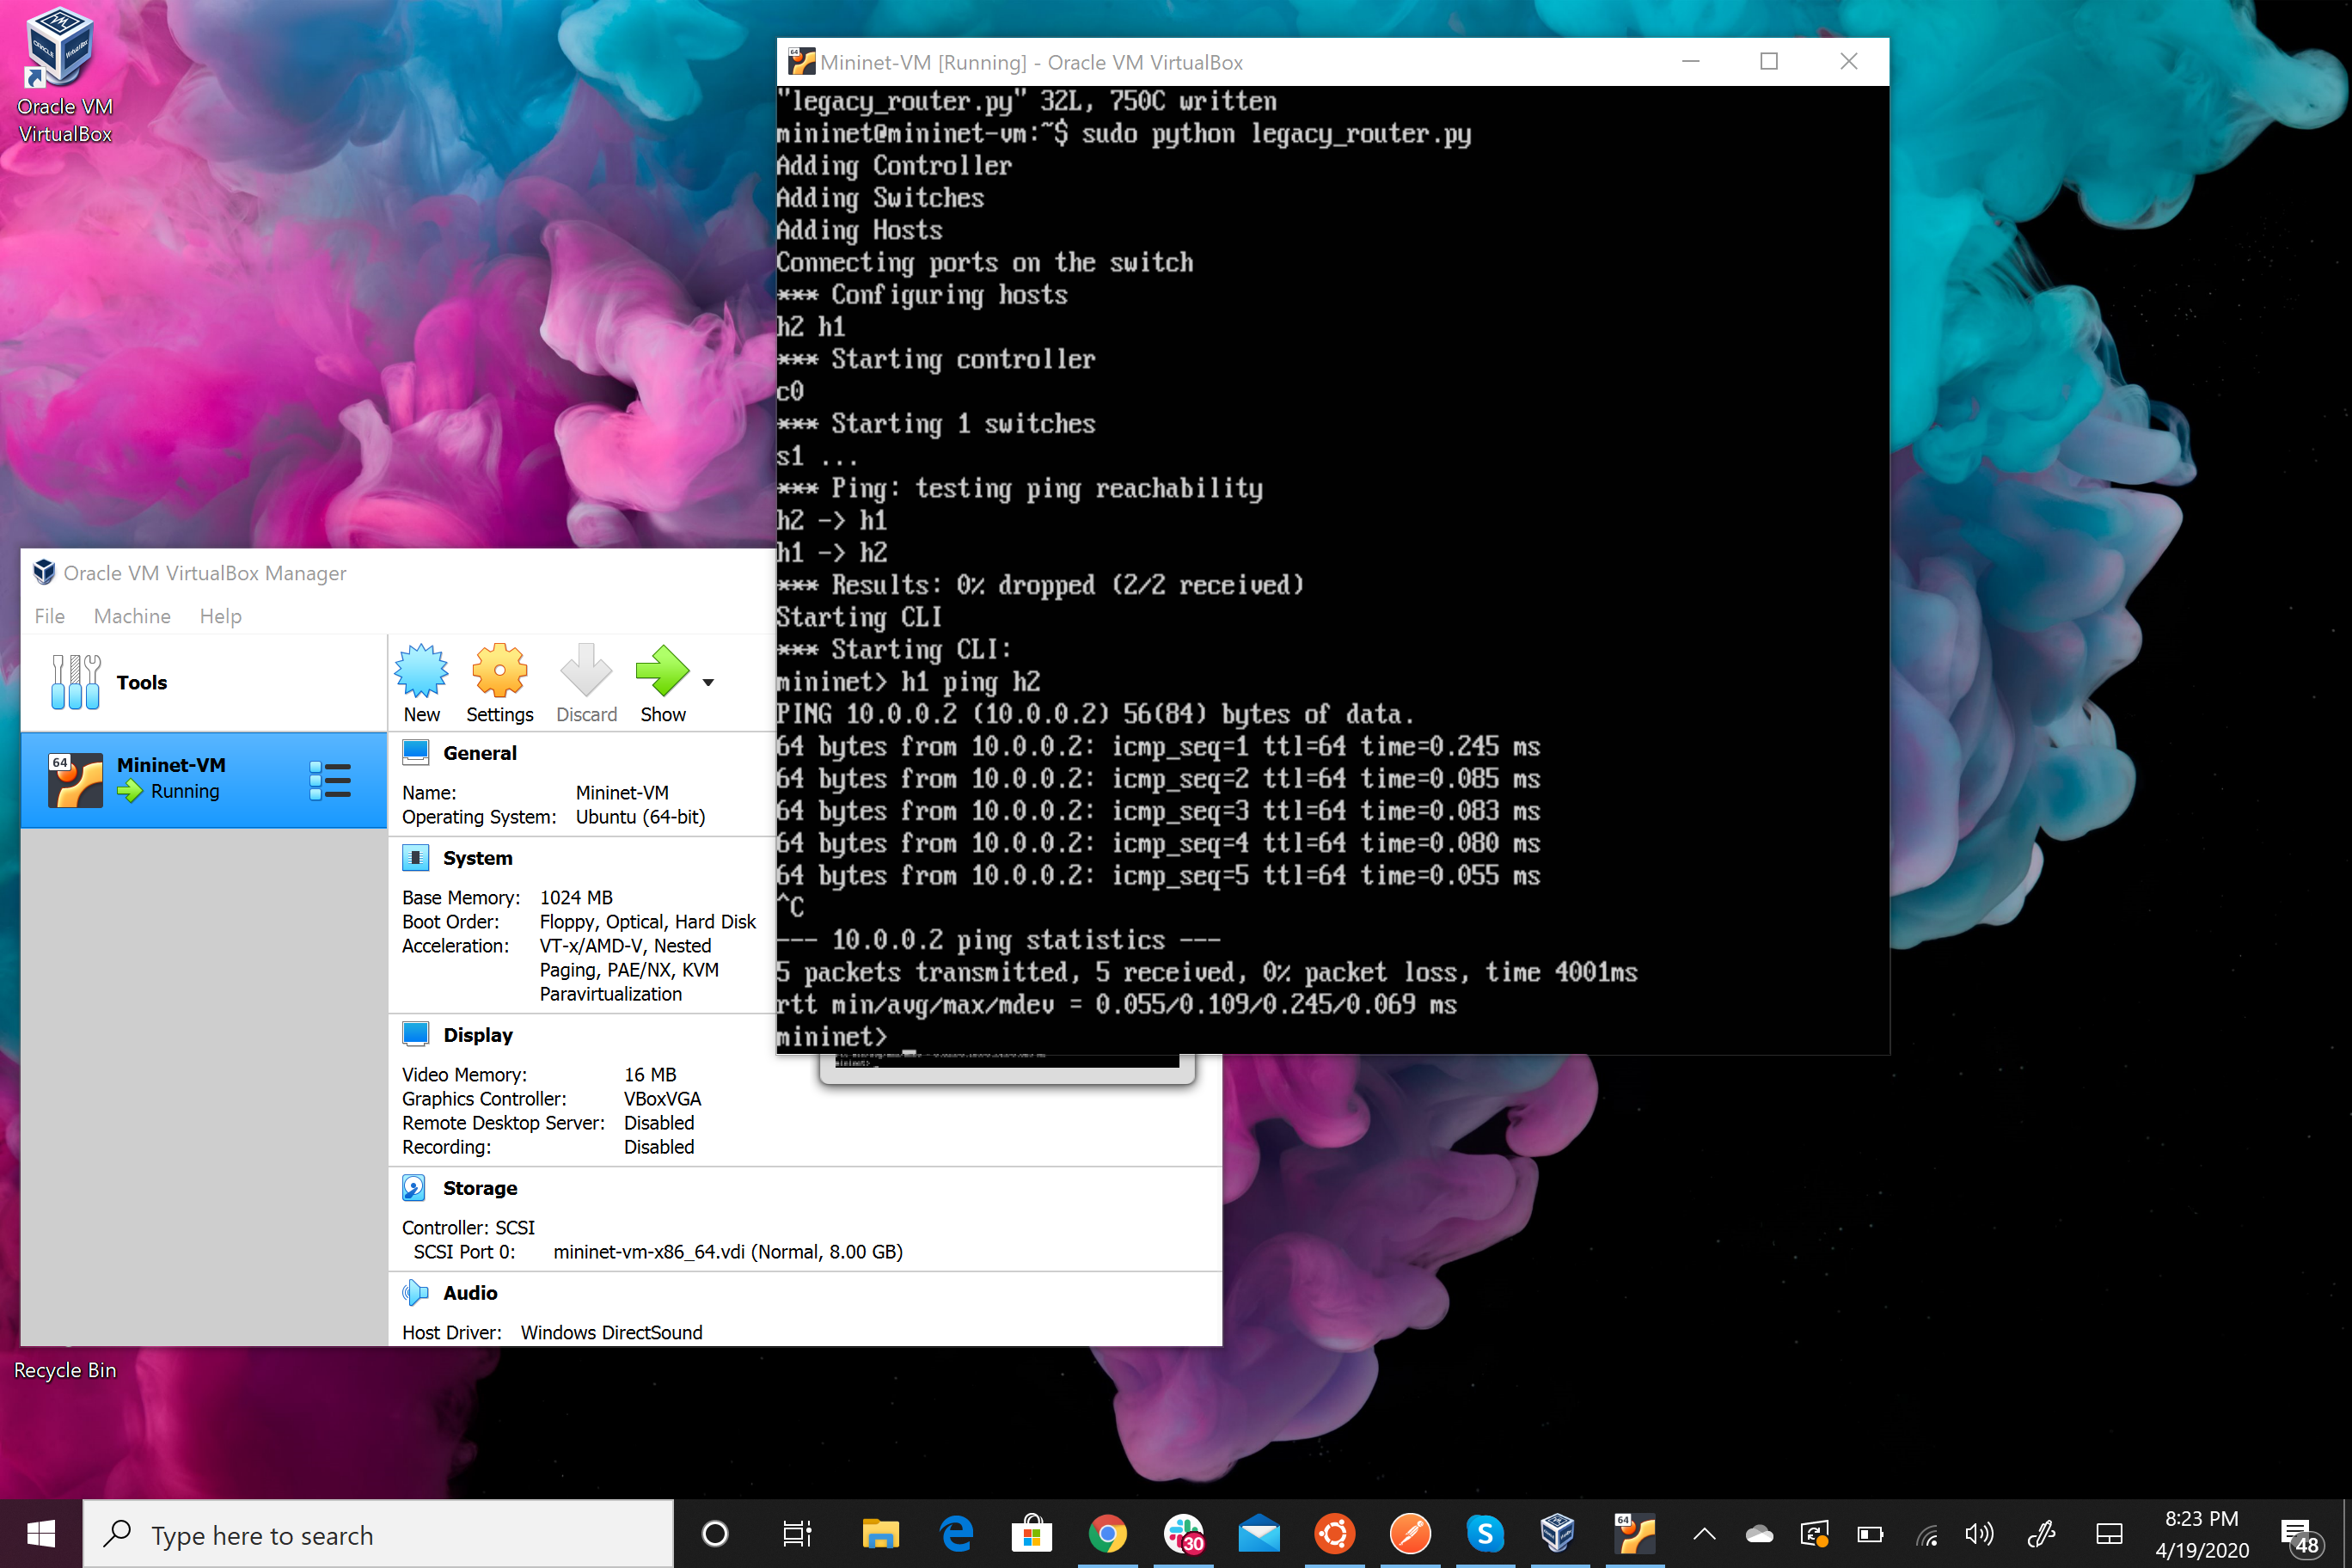 Oracle VM
VirtualBox
Mininet-VM [Running] - Oracle VM VirtualBox
"legacy_router.py" 32L, 750C written
mininet@mininet-vm:~$ sudo python legacy_router.py
Adding Controller
Adding Switches
Adding Hosts
Connecting ports on the switch
*** Configuring hosts
h2 h1
*** Starting controller
c0
*** Starting 1 switches
s1 ...
*** Ping: testing ping reachability
h2 -> h1
h1 -> h2
*** Results: 0% dropped (2/2 received)
Starting CLI
*** Starting CLI:
mininet> h1 ping h2
PING 10.0.0.2 (10.0.0.2) 56(84) bytes of data.
64 bytes from 10.0.0.2: icmp_seq=1 ttl=64 time=0.245 ms
64 bytes from 10.0.0.2: icmp_seq=2 ttl=64 time=0.085 ms
64 bytes from 10.0.0.2: icmp_seq=3 ttl=64 time=0.083 ms
64 bytes from 10.0.0.2: icmp_seq=4 ttl=64 time=0.080 ms
64 bytes from 10.0.0.2: icmp_seq=5 ttl=64 time=0.055 ms
^C
--- 10.0.0.2 ping statistics ---
5 packets transmitted, 5 received, 0% packet loss, time 4001ms
rtt min/avg/max/mdev = 0.055/0.109/0.245/0.069 ms
mininet> _
Oracle VM VirtualBox Manager
File Machine Help
Tools
New Settings Discard Show
64 Mininet-VM
Running
General
Name: Mininet-VM
Operating System: Ubuntu (64-bit)
System
Base Memory: 1024 MB
Boot Order: Floppy, Optical, Hard Disk
Acceleration: VT-x/AMD-V, Nested
Paging, PAE/NX, KVM
Paravirtualization
Display
Video Memory: 16 MB
Graphics Controller: VBoxVGA
Remote Desktop Server: Disabled
Recording: Disabled
Storage
Controller: SCSI
SCSI Port 0: mininet-vm-x86_64.vdi (Normal, 8.00 GB)
Audio
Host Driver: Windows DirectSound
Recycle Bin
Type here to search
30
64
8:23 PM
4/19/2020
48